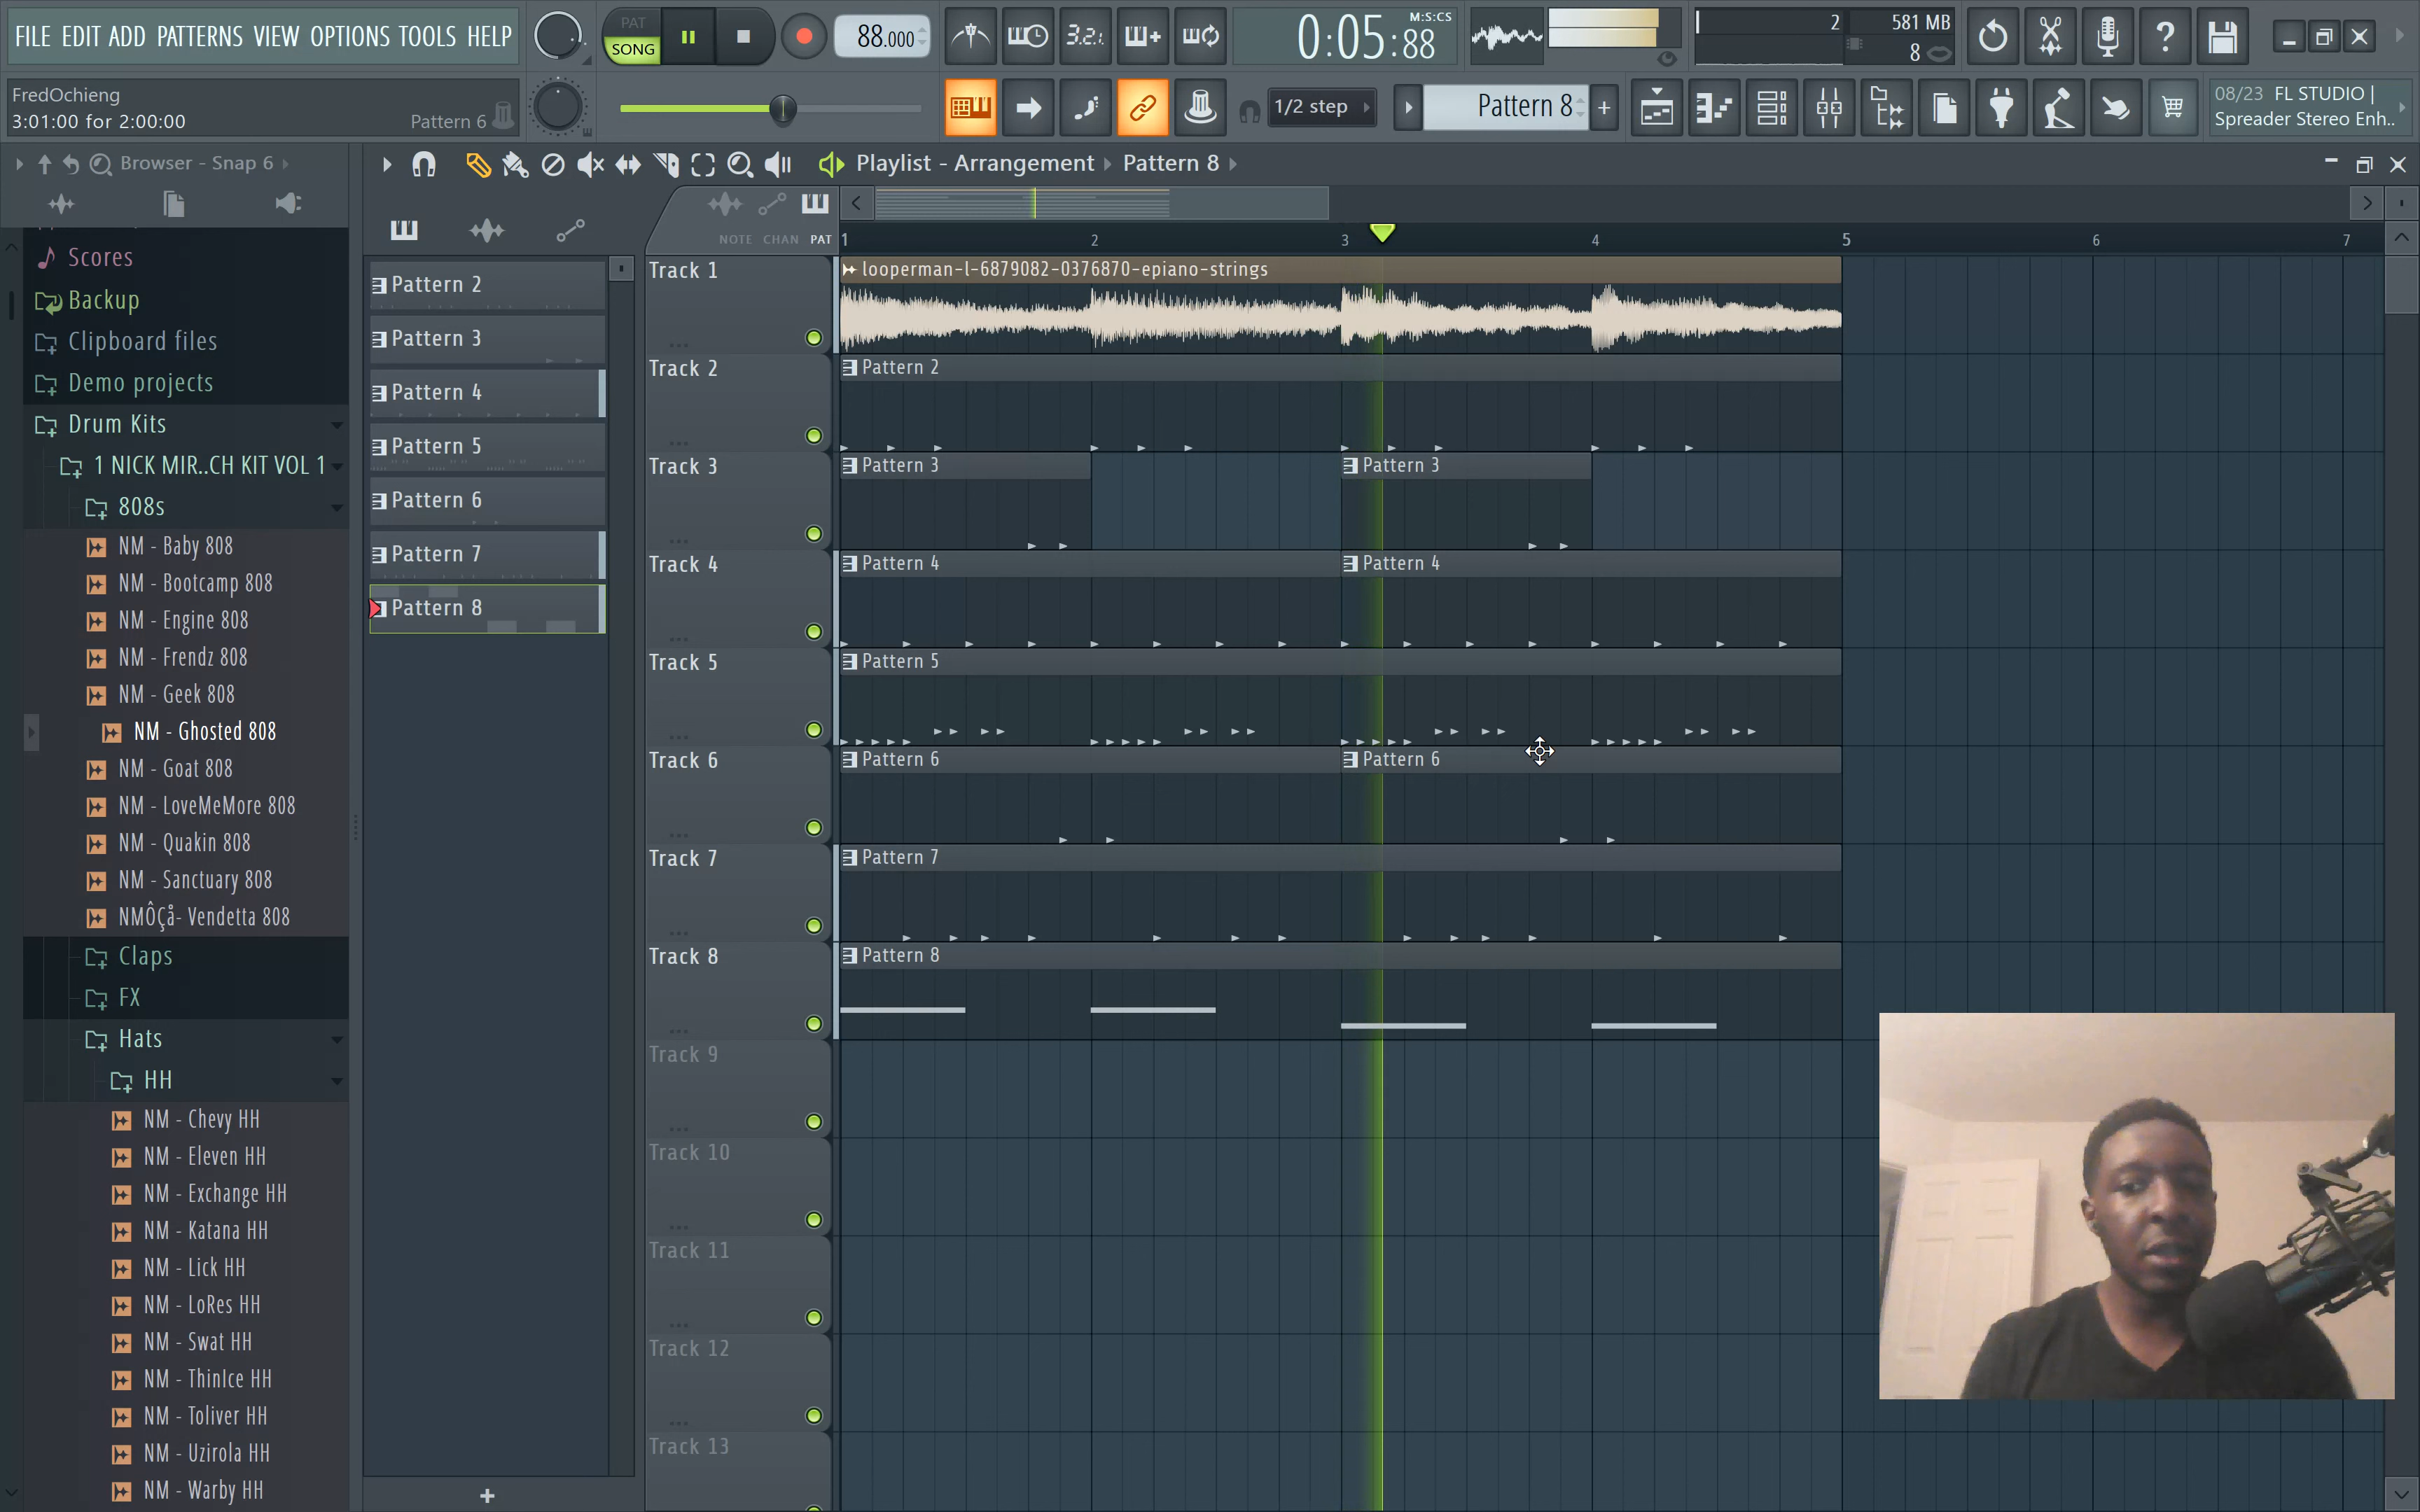 FILE EDIT ADD PATTERNS VIEW OPTIONS TOOLS HELP
PAT
SONG
88.000
3.2.
M:S:CS
0:05:88
2
581 MB
8
FredOchieng
3:01:00 for 2:00:00
Pattern 6
1/2 step
Pattern 8
08/23 FL STUDIO |
Spreader Stereo Enh..
Browser - Snap 6
Playlist - Arrangement
Pattern 8
NOTE CHAN PAT
1
2
3
4
5
6
7
Scores
Backup
Clipboard files
Demo projects
Drum Kits
1 NICK MIR..CH KIT VOL 1
808s
NM - Baby 808
NM - Bootcamp 808
NM - Engine 808
NM - Frendz 808
NM - Geek 808
NM - Ghosted 808
NM - Goat 808
NM - LoveMeMore 808
NM - Quakin 808
NM - Sanctuary 808
NMÔÇå- Vendetta 808
Claps
FX
Hats
HH
NM - Chevy HH
NM - Eleven HH
NM - Exchange HH
NM - Katana HH
NM - Lick HH
NM - LoRes HH
NM - Swat HH
NM - ThinIce HH
NM - Toliver HH
NM - Uzirola HH
NM - Warby HH
Pattern 2
Pattern 3
Pattern 4
Pattern 5
Pattern 6
Pattern 7
Pattern 8
Track 1
looperman-l-6879082-0376870-epiano-strings
Track 2
Pattern 2
Track 3
Pattern 3
Pattern 3
Track 4
Pattern 4
Pattern 4
Track 5
Pattern 5
Track 6
Pattern 6
Pattern 6
Track 7
Pattern 7
Track 8
Pattern 8
Track 9
Track 10
Track 11
Track 12
Track 13